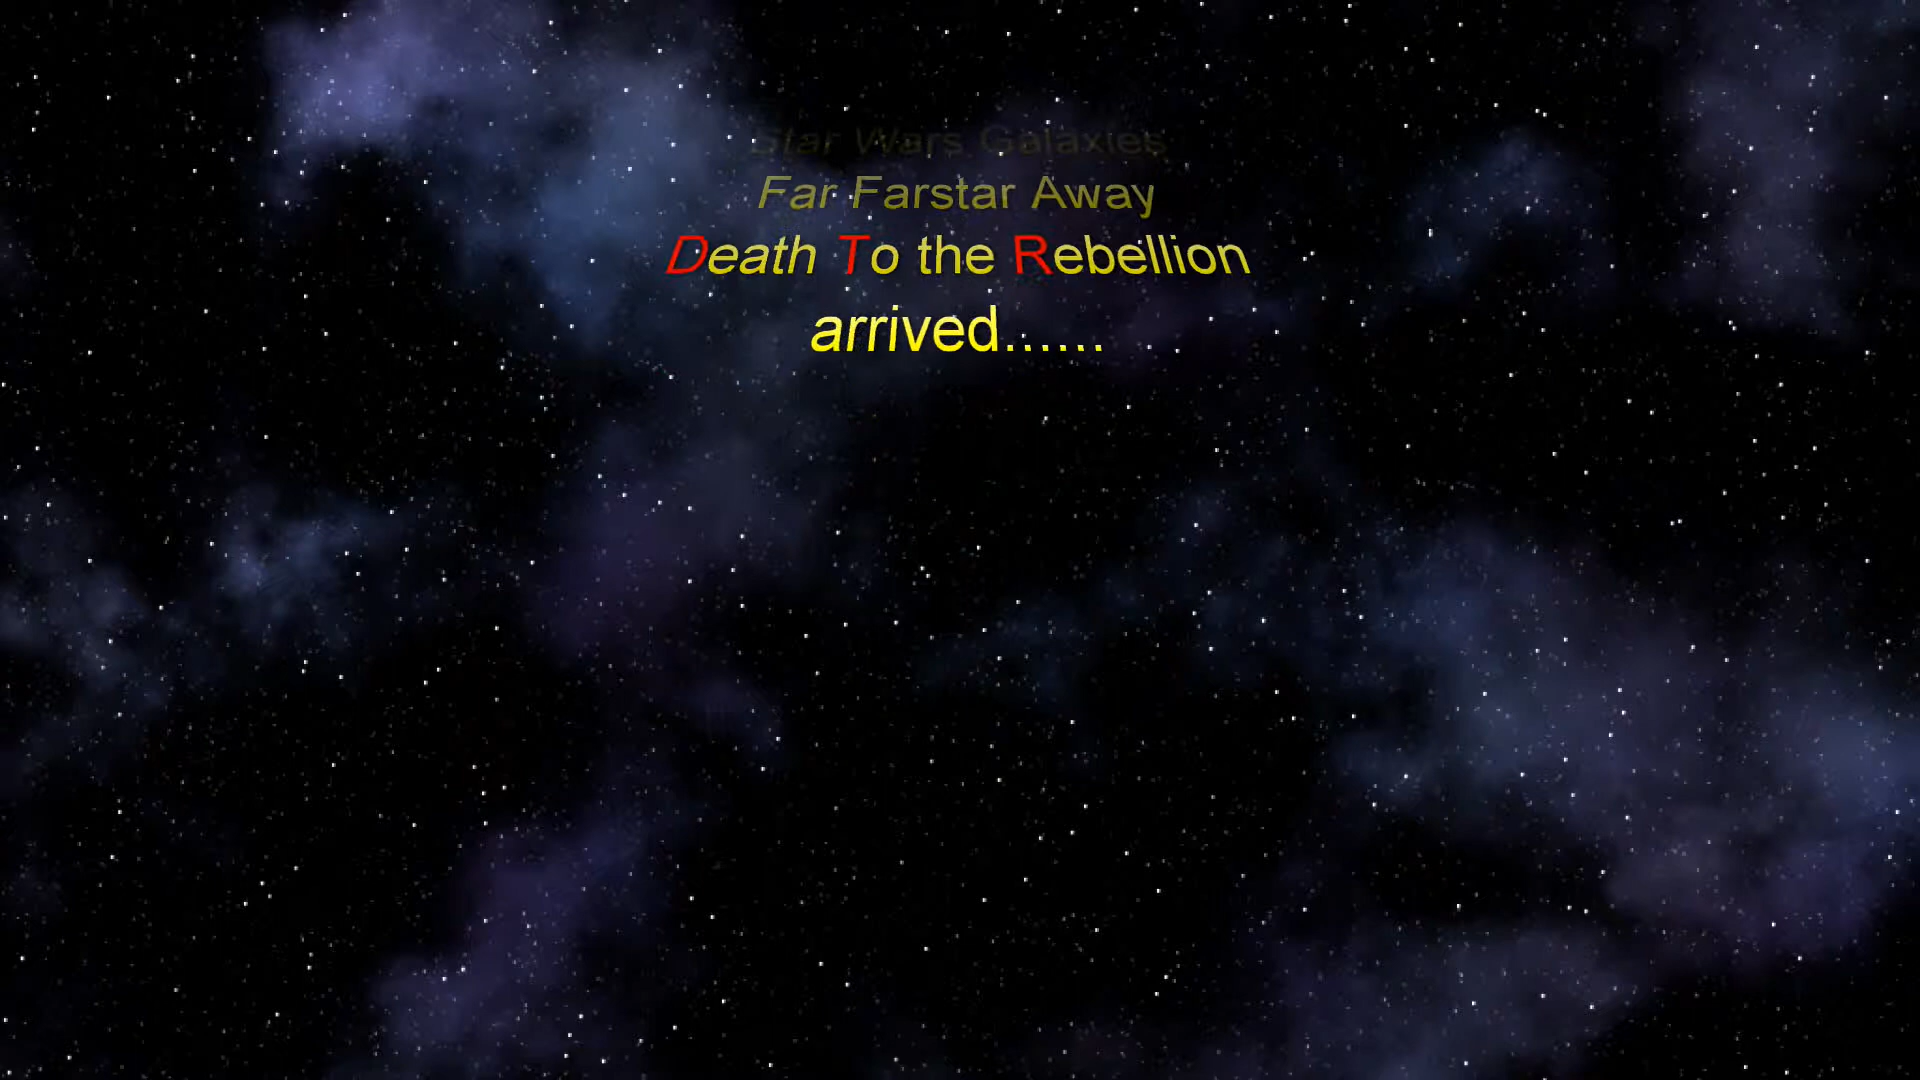 Star Wars Galaxies
Far Farstar Away
Death To the Rebellion
arrived......